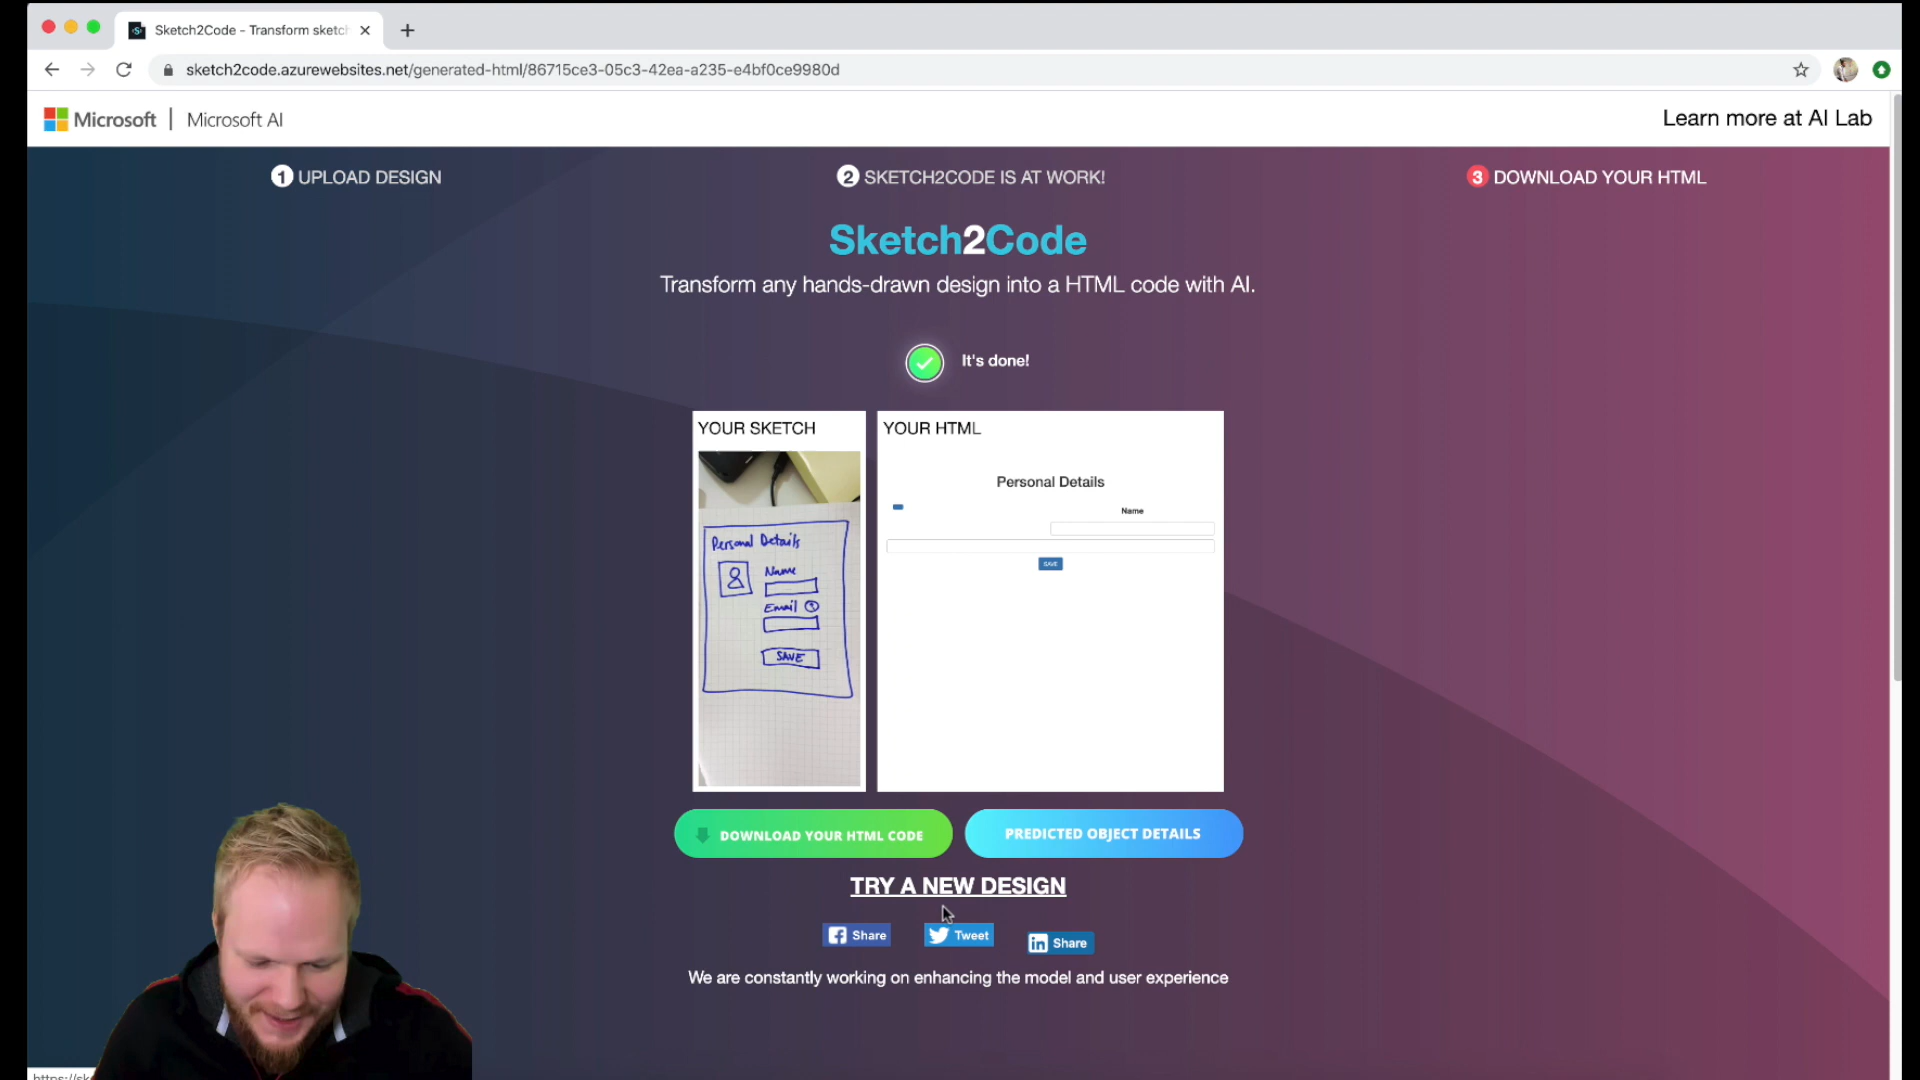 Sketch2Code - Transform sketch
sketch2code.azurewebsites.net/generated-html/86715ce3-05c3-42ea-a235-e4bf0ce9980d
Microsoft | Microsoft AI
Learn more at AI Lab
1 UPLOAD DESIGN
2 SKETCH2CODE IS AT WORK!
3 DOWNLOAD YOUR HTML
Sketch2Code
Transform any hands-drawn design into a HTML code with AI.
It's done!
YOUR SKETCH
Personal Details
Name
Email
SAVE
YOUR HTML
Personal Details
Name
SAVE
DOWNLOAD YOUR HTML CODE
PREDICTED OBJECT DETAILS
TRY A NEW DESIGN
Share
Tweet
in Share
We are constantly working on enhancing the model and user experience